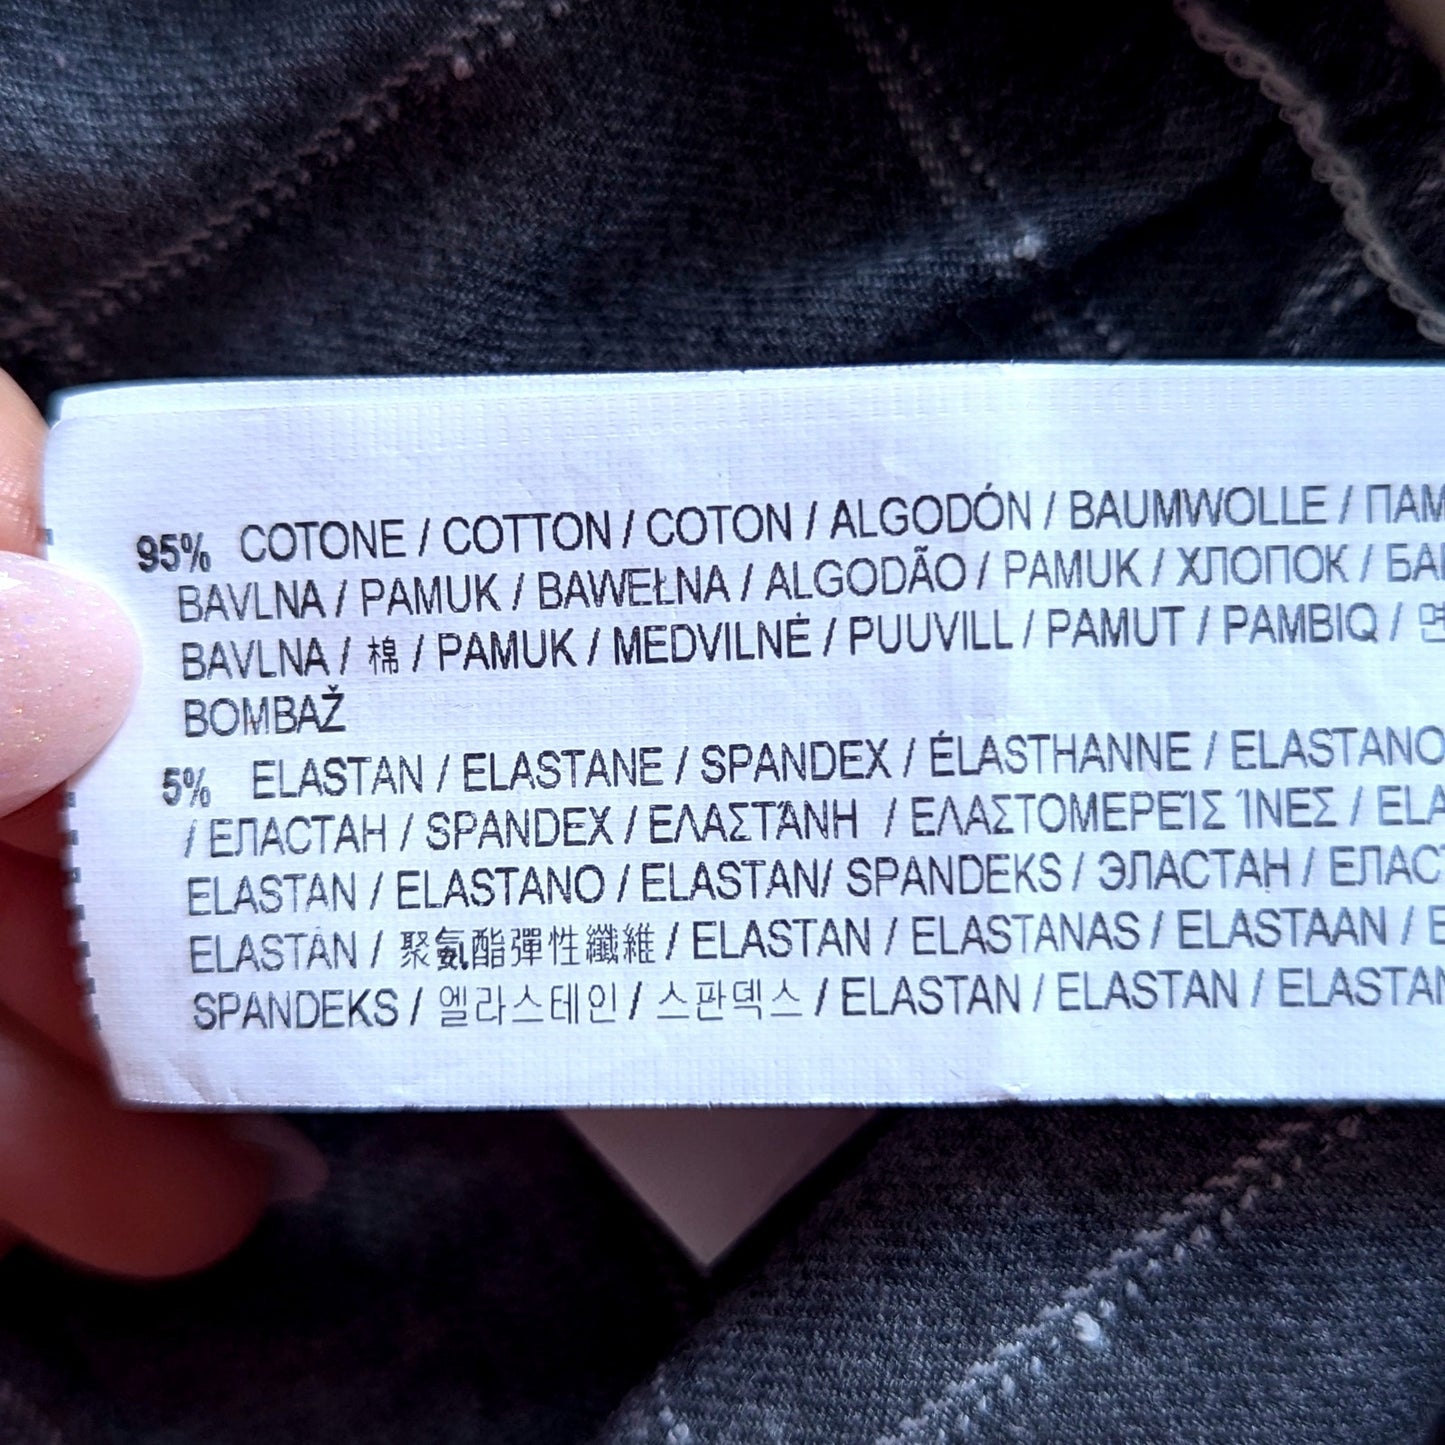 95% COTONE / COTTON / COTON / ALGODÓN / BAUMWOLLE /
BAVLNA / PAMUK / BAWEŁNA / ALGODÃO / PAMUK / ХЛОПОК /
BAVLNA / 棉 / PAMUK / MEDVILNĖ / PUUVILL / PAMUT / PAMBIQ / 면
BOMBAŽ
5% ELASTAN / ELASTANE / SPANDEX / ÉLASTHANNE / ELASTANO
/ ЕЛАСТАН / SPANDEX / ΕΛΑΣΤΆΝΗ / ΕΛΑΣΤΟΜΕΡΕΊΣ ΊΝΕΣ /
ELASTAN / ELASTANO / ELASTAN/ SPANDEKS / ЭЛАСТАН /
ELASTAN / 聚氨酯彈性纖維 / ELASTAN / ELASTANAS / ELASTAAN /
SPANDEKS / 엘라스테인 / 스판덱스 / ELASTAN / ELASTAN / ELASTAN